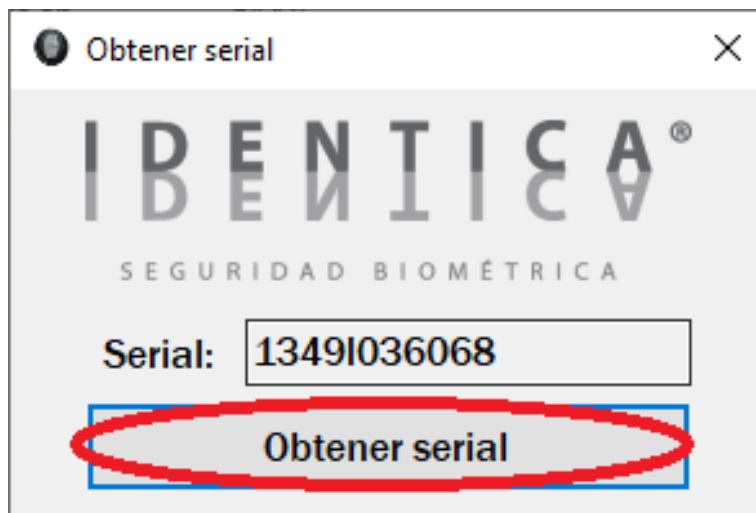 Obtener serial
IDENTICA®
SEGURIDAD BIOMÉTRICA
Serial: 1349I036068
Obtener serial